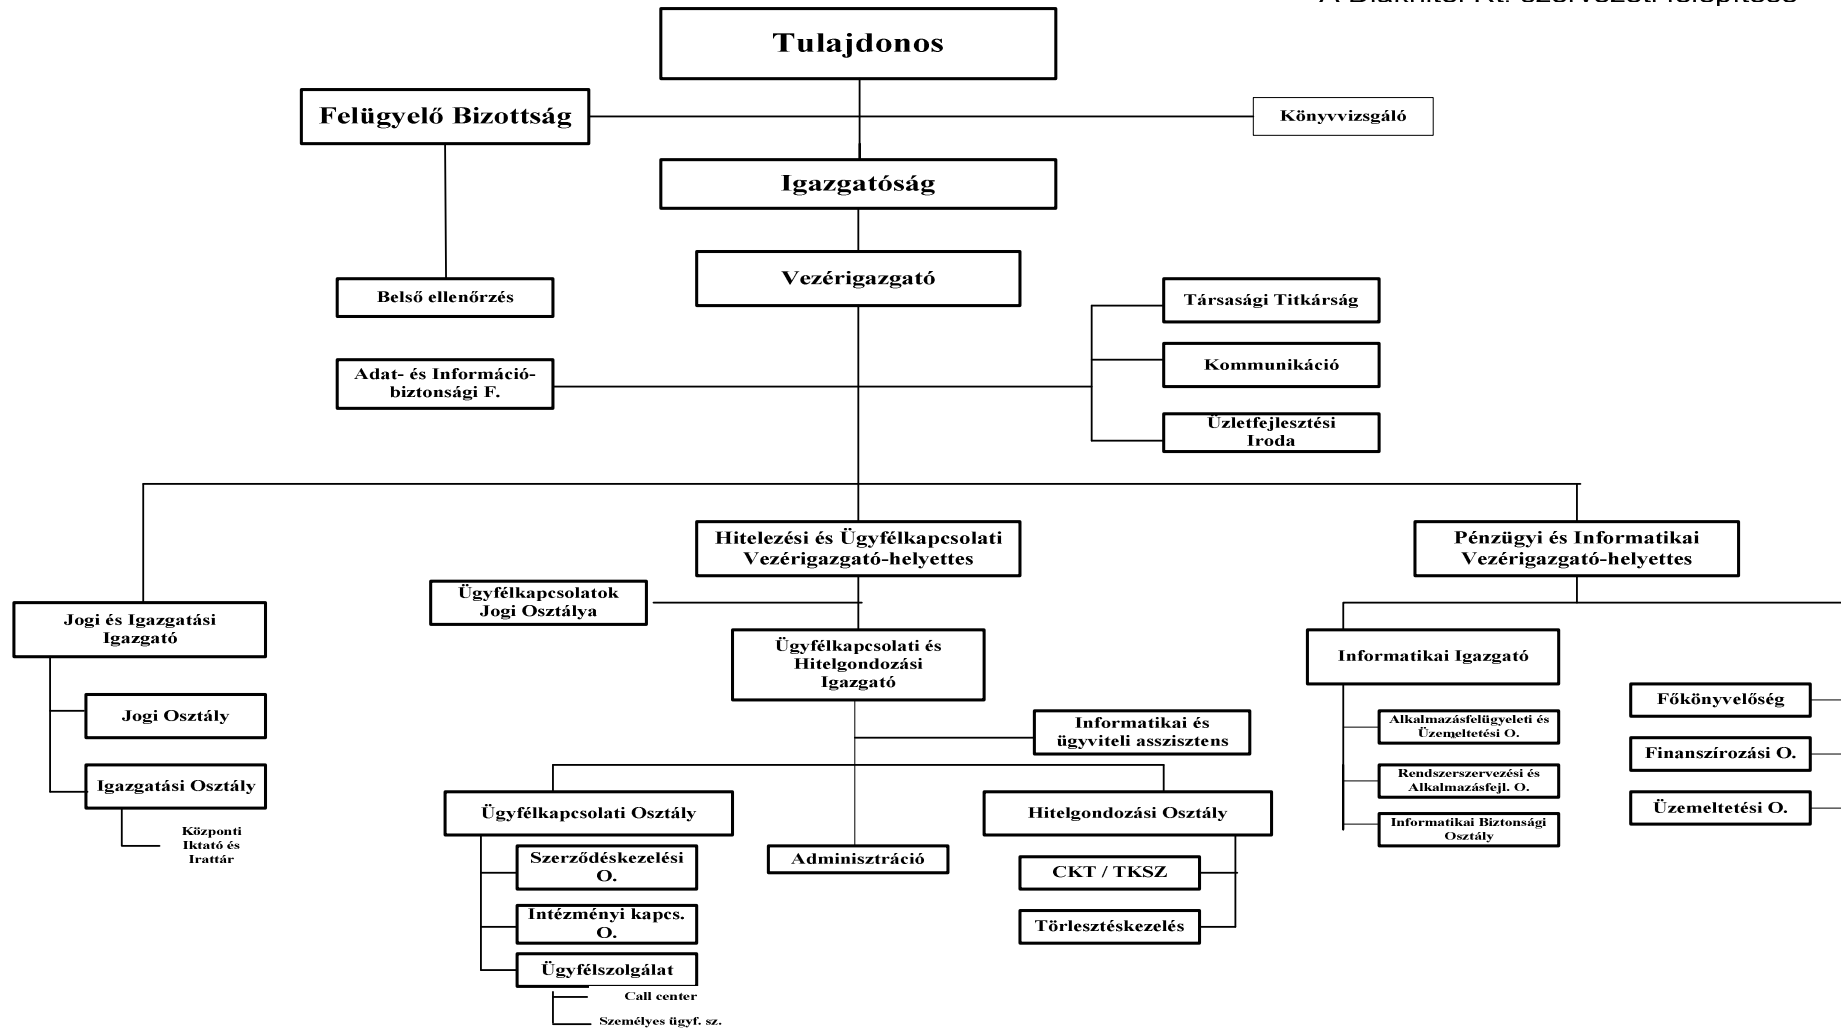 A Diákhitel Rt. szervezeti felépítése
Tulajdonos
Felügyelő Bizottság
Könyvvizsgáló
Igazgatóság
Vezérigazgató
Belső ellenőrzés
Társasági Titkárság
Adat- és Információ-
biztonsági F.
Kommunikáció
Üzletfejlesztési
Iroda
Hitelezési és Ügyfélkapcsolati
Vezérigazgató-helyettes
Pénzügyi és Informatikai
Vezérigazgató-helyettes
Ügyfélkapcsolatok
Jogi Osztálya
Jogi és Igazgatási
Igazgató
Jogi Osztály
Igazgatási Osztály
Központi
Iktató és
Irattár
Ügyfélkapcsolati és
Hitelgondozási
Igazgató
Informatikai és
ügyviteli asszisztens
Ügyfélkapcsolati Osztály
Szerződéskezelési
O.
Intézményi kapcs.
O.
Ügyfélszolgálat
Call center
Személyes ügyf. sz.
Adminisztráció
Hitelgondozási Osztály
CKT / TKSZ
Törlesztéskezelés
Informatikai Igazgató
Alkalmazásfelügyeleti és
Üzemeltetési O.
Rendszerszervezési és
Alkalmazásfejl. O.
Informatikai Biztonsági
Osztály
Főkönyvelőség
Finanszírozási O.
Üzemeltetési O.